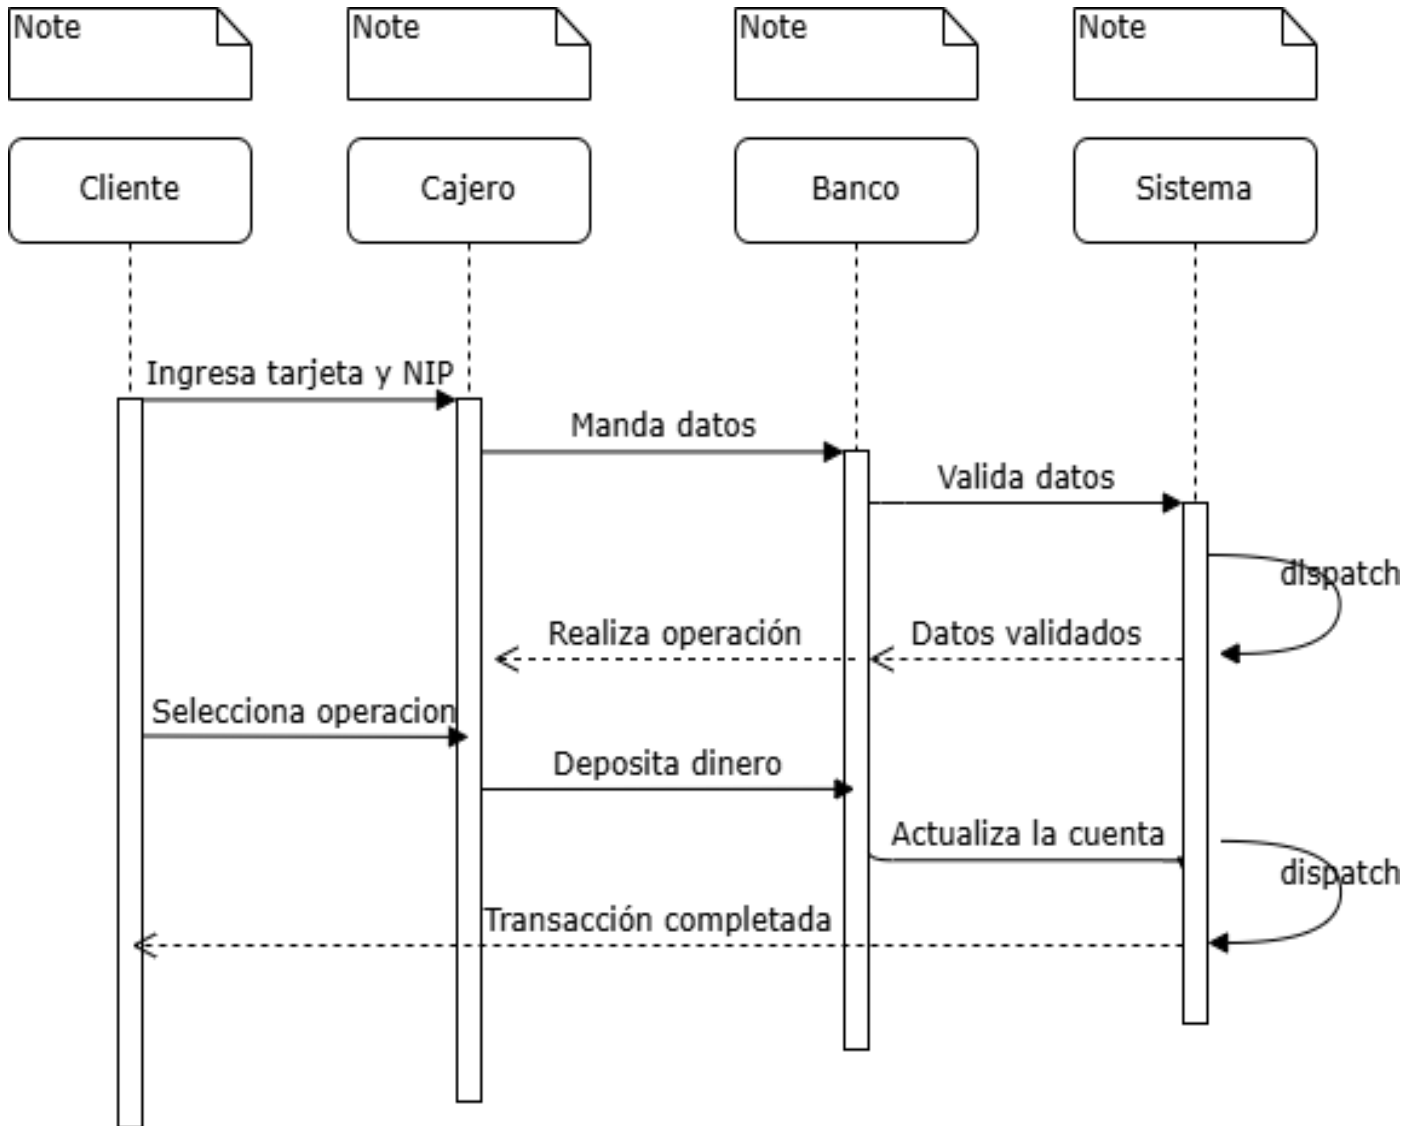 Note
Note
Note
Note
Cliente
Cajero
Banco
Sistema
Ingresa tarjeta y NIP
Manda datos
Valida datos
dispatch
Realiza operación
Datos validados
Selecciona operacion
Deposita dinero
Actualiza la cuenta
dispatch
Transacción completada